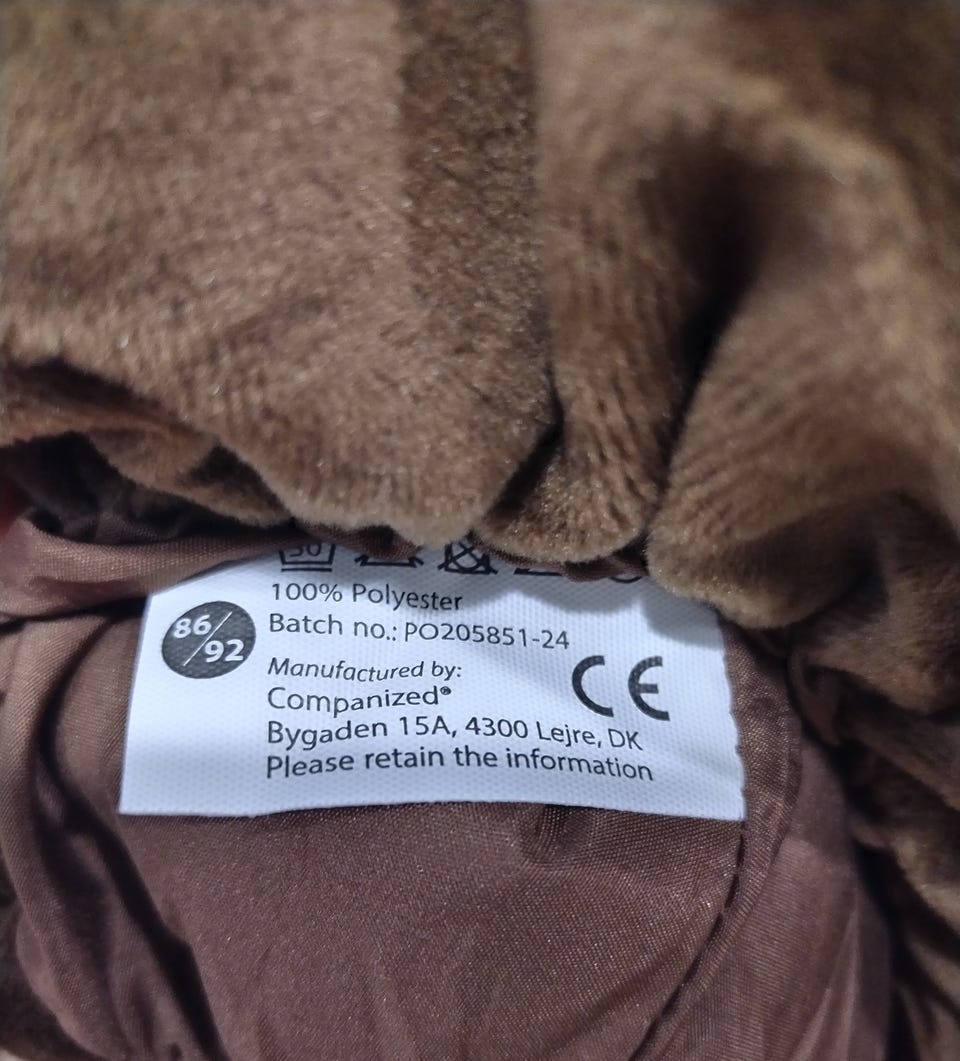 30
100% Polyester
86/92
Batch no.: PO205851-24
CE
Manufactured by:
Companized®
Bygaden 15A, 4300 Lejre, DK
Please retain the information